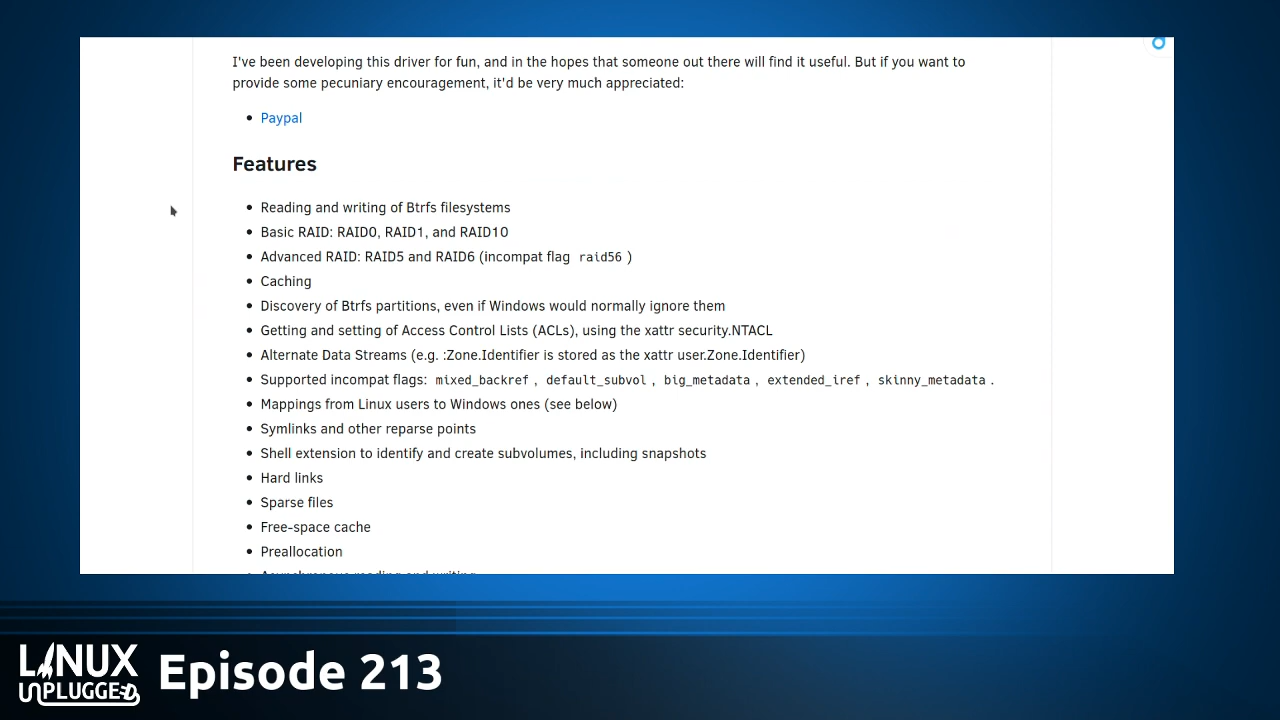 I've been developing this driver for fun, and in the hopes that someone out there will find it useful. But if you want to
provide some pecuniary encouragement, it'd be very much appreciated:
• Paypal
Features
• Reading and writing of Btrfs filesystems
• Basic RAID: RAID0, RAID1, and RAID10
• Advanced RAID: RAID5 and RAID6 (incompat flag raid56 )
• Caching
• Discovery of Btrfs partitions, even if Windows would normally ignore them
• Getting and setting of Access Control Lists (ACLs), using the xattr security.NTACL
• Alternate Data Streams (e.g. :Zone.Identifier is stored as the xattr user.Zone.Identifier)
• Supported incompat flags: mixed_backref , default_subvol , big_metadata , extended_iref , skinny_metadata .
• Mappings from Linux users to Windows ones (see below)
• Symlinks and other reparse points
• Shell extension to identify and create subvolumes, including snapshots
• Hard links
• Sparse files
• Free-space cache
• Preallocation
• Asynchronous reading and writing
LINUX
UNPLUGGED
Episode 213